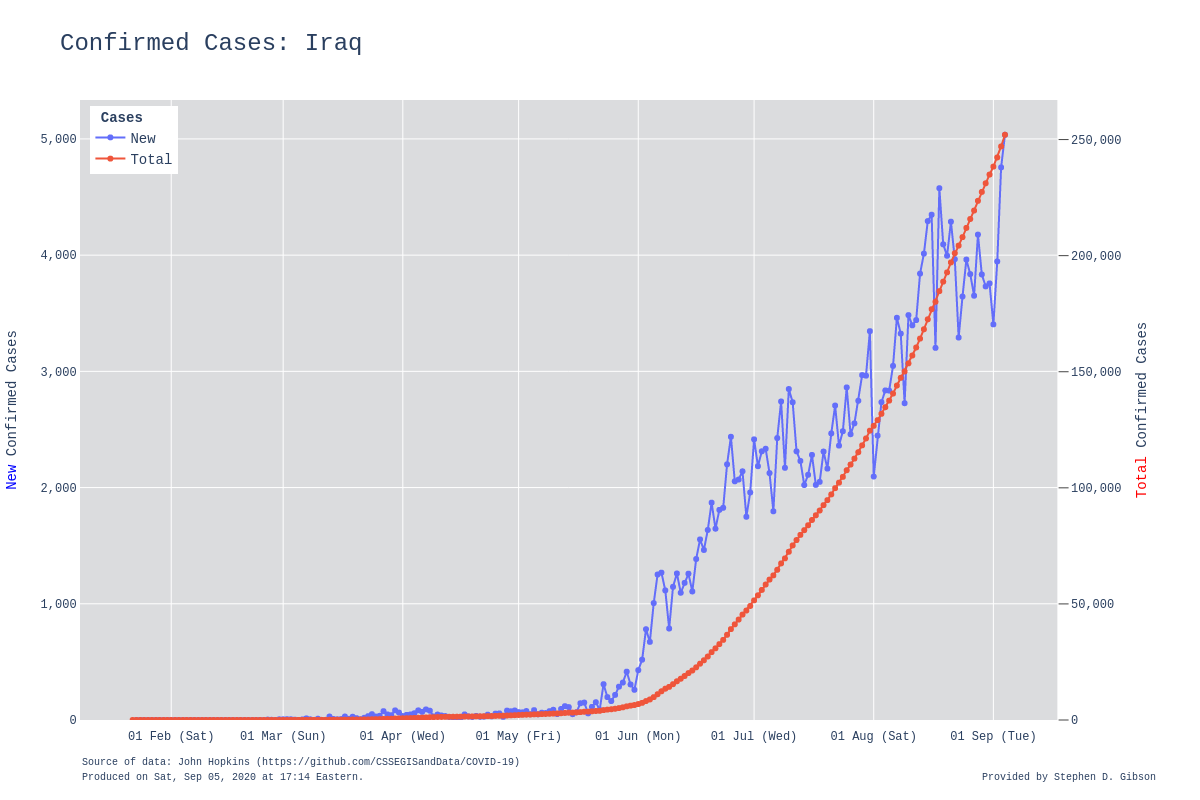 Confirmed Cases: Iraq
Cases
New
Total
5,000
4,000
3,000
2,000
1,000
0
New Confirmed Cases
250,000
200,000
150,000
100,000
50,000
0
Total Confirmed Cases
01 Feb (Sat) 01 Mar (Sun) 01 Apr (Wed) 01 May (Fri) 01 Jun (Mon) 01 Jul (Wed) 01 Aug (Sat) 01 Sep (Tue)
Source of data: John Hopkins (https://github.com/CSSEGISandData/COVID-19)
Produced on Sat, Sep 05, 2020 at 17:14 Eastern.
Provided by Stephen D. Gibson